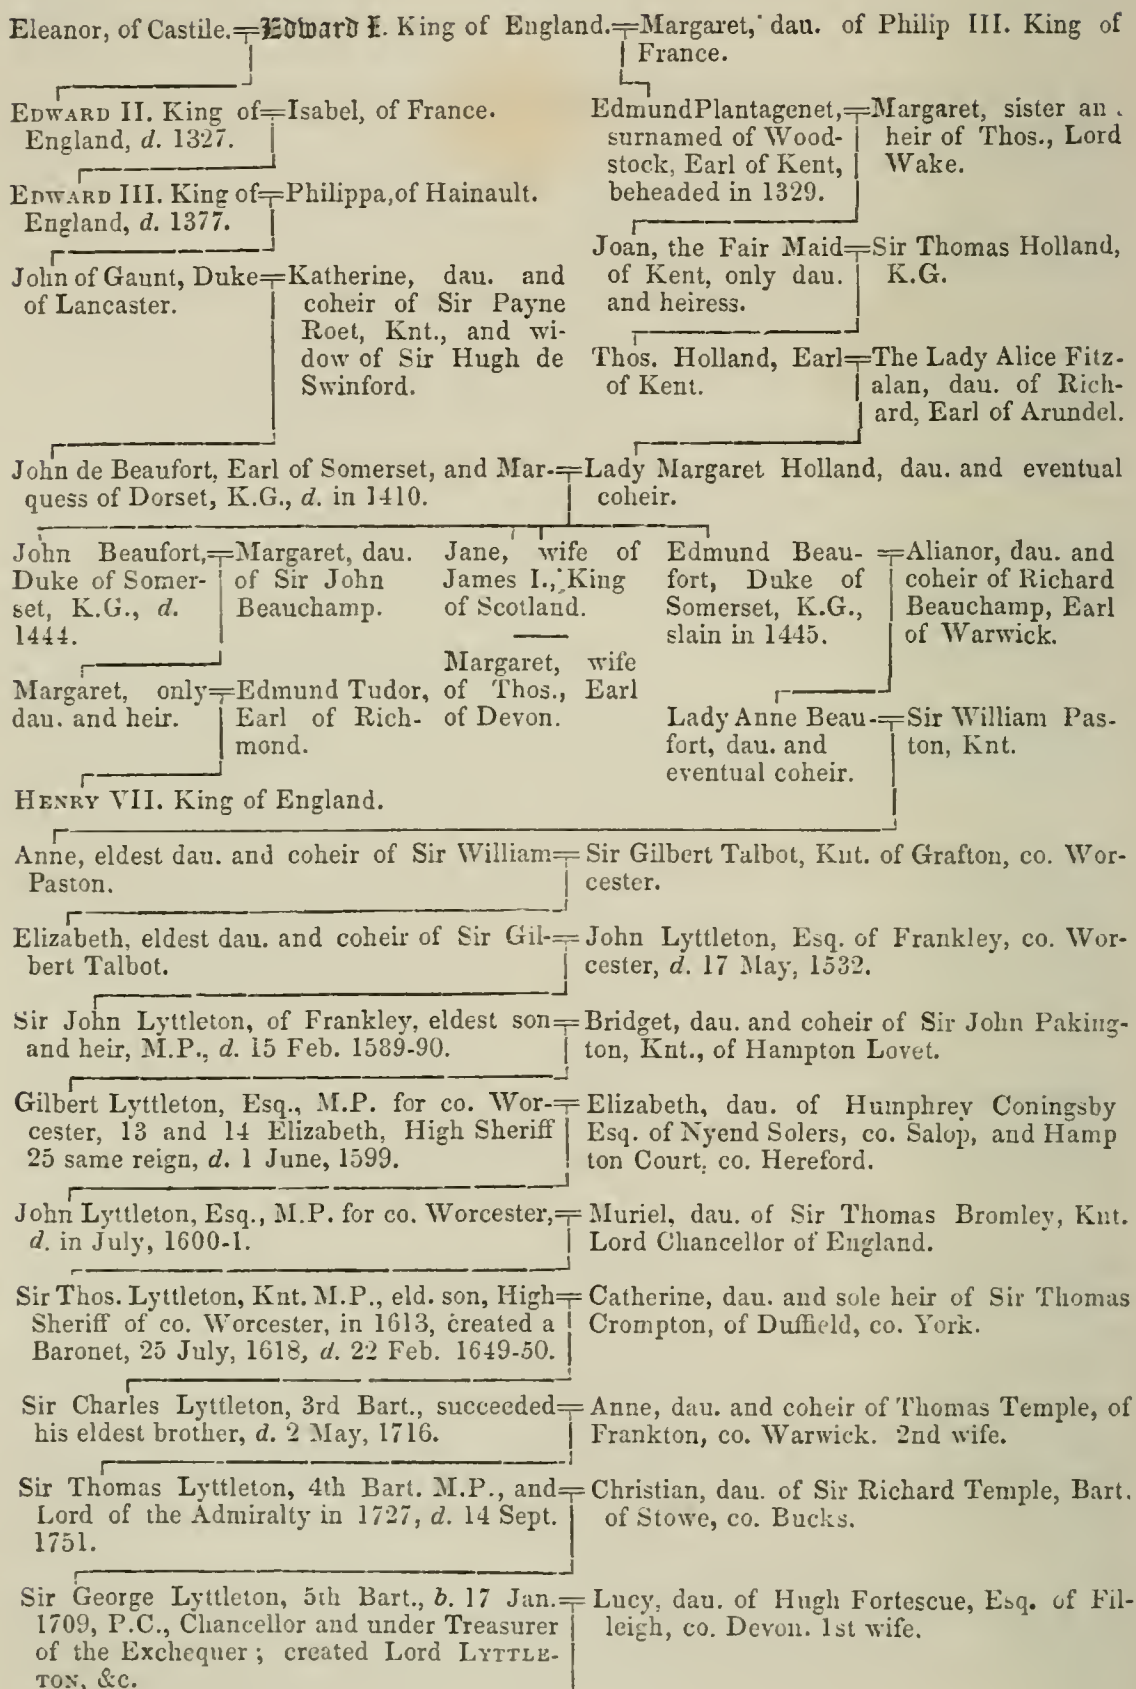 Eleanor, of Castile.
Edward I. King of England.
Margaret, dau. of Philip III. King of
France.
EDWARD II. King of
England, d. 1327.
Isabel, of France.
Edmund Plantagenet,
surnamed of Wood-
stock, Earl of Kent,
beheaded in 1329.
Margaret, sister an
heir of Thos., Lord
Wake.
EDWARD III. King of
England, d. 1377.
Philippa, of Hainault.
Joan, the Fair Maid
of Kent, only dau.
and heiress.
Sir Thomas Holland,
K.G.
John of Gaunt, Duke
of Lancaster.
Katherine, dau. and
coheir of Sir Payne
Roet, Knt., and wi-
dow of Sir Hugh de
Swinford.
Thos. Holland, Earl
of Kent.
The Lady Alice Fitz-
alan, dau. of Rich-
ard, Earl of Arundel.
John de Beaufort, Earl of Somerset, and Mar-
quess of Dorset, K.G., d. in 1410.
Lady Margaret Holland, dau. and eventual
coheir.
John Beaufort,
Duke of Somer-
set, K.G., d.
1444.
Margaret, dau.
of Sir John
Beauchamp.
Jane, wife of
James I., King
of Scotland.
Margaret, wife
of Thos., Earl
of Devon.
Edmund Beau-
fort, Duke of
Somerset, K.G.,
slain in 1445.
Alianor, dau. and
coheir of Richard
Beauchamp, Earl
of Warwick.
Margaret, only
dau. and heir.
Edmund Tudor,
Earl of Rich-
mond.
Lady Anne Beau-
fort, dau. and
eventual coheir.
Sir William Pas-
ton, Knt.
HENRY VII. King of England.
Anne, eldest dau. and coheir of Sir William
Paston.
Sir Gilbert Talbot, Knt. of Grafton, co. Wor-
cester.
Elizabeth, eldest dau. and coheir of Sir Gil-
bert Talbot.
John Lyttleton, Esq. of Frankley, co. Wor-
cester, d. 17 May, 1532.
Sir John Lyttleton, of Frankley, eldest son
and heir, M.P., d. 15 Feb. 1589-90.
Bridget, dau. and coheir of Sir John Paking-
ton, Knt., of Hampton Lovet.
Gilbert Lyttleton, Esq., M.P. for co. Wor-
cester, 13 and 14 Elizabeth, High Sheriff
25 same reign, d. 1 June, 1599.
Elizabeth, dau. of Humphrey Coningsby
Esq. of Nyend Solers, co. Salop, and Hamp
ton Court, co. Hereford.
John Lyttleton, Esq., M.P. for co. Worcester,
d. in July, 1600-1.
Muriel, dau. of Sir Thomas Bromley, Knt.
Lord Chancellor of England.
Sir Thos. Lyttleton, Knt. M.P., eld. son, High
Sheriff of co. Worcester, in 1613, created a
Baronet, 25 July, 1618, d. 22 Feb. 1649-50.
Catherine, dau. and sole heir of Sir Thomas
Crompton, of Duffield, co. York.
Sir Charles Lyttleton, 3rd Bart., succeeded
his eldest brother, d. 2 May, 1716.
Anne, dau. and coheir of Thomas Temple, of
Frankton, co. Warwick. 2nd wife.
Sir Thomas Lyttleton, 4th Bart. M.P., and
Lord of the Admiralty in 1727, d. 14 Sept.
1751.
Christian, dau. of Sir Richard Temple, Bart.
of Stowe, co. Bucks.
Sir George Lyttleton, 5th Bart., b. 17 Jan.
1709, P.C., Chancellor and under Treasurer
of the Exchequer; created Lord LYTTLE-
TON, &c.
Lucy, dau. of Hugh Fortescue, Esq. of Fil-
leigh, co. Devon. 1st wife.